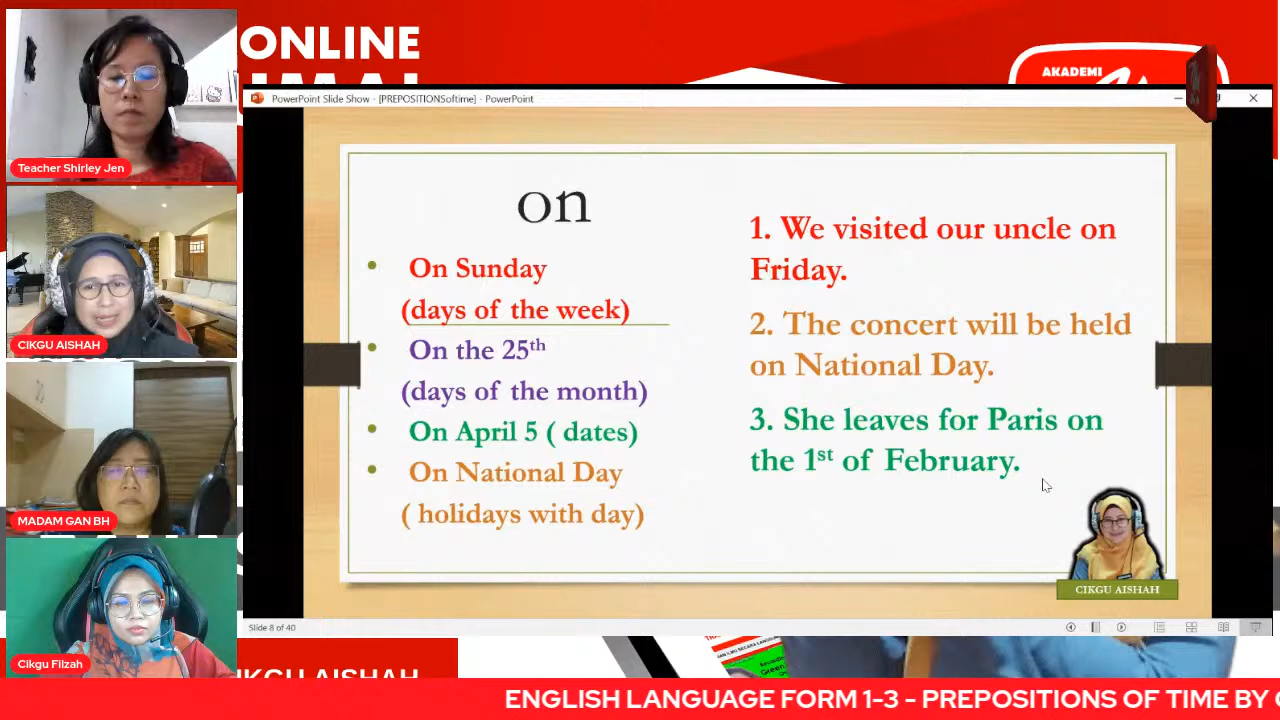 ONLINE
AKADEMI
PowerPoint Slide Show - [PREPOSITIONSoftime] - PowerPoint
Teacher Shirley Jen
CIKGU AISHAH
MADAM GAN BH
Cikgu Filzah
on
• On Sunday
(days of the week)
• On the 25th
(days of the month)
• On April 5 ( dates)
• On National Day
( holidays with day)
1. We visited our uncle on
Friday.
2. The concert will be held
on National Day.
3. She leaves for Paris on
the 1st of February.
CIKGU AISHAH
Slide 8 of 40
ENGLISH LANGUAGE FORM 1-3 - PREPOSITIONS OF TIME BY